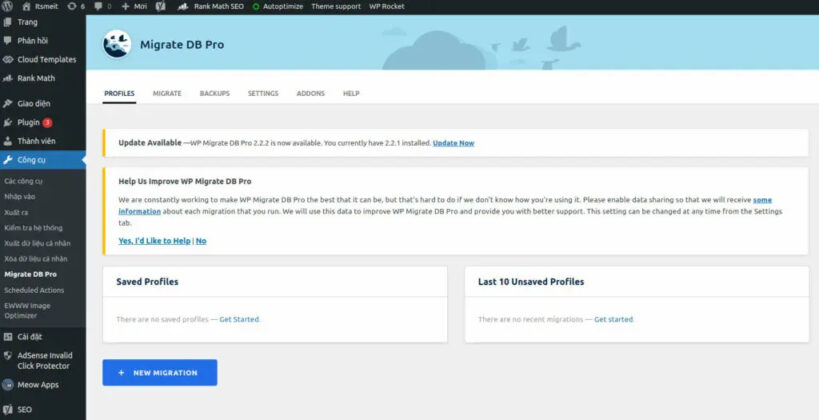 Itsmeit 6 0 Mới Rank Math SEO Autoptimize Theme support WP Rocket
Trang
Phản hồi
Cloud Templates
Rank Math
Giao diện
Plugin 3
Thành viên
Công cụ
Các công cụ
Nhập vào
Xuất ra
Kiểm tra hệ thống
Xuất dữ liệu cá nhân
Xóa dữ liệu cá nhân
Migrate DB Pro
Scheduled Actions
EWWW Image
Optimizer
Cài đặt
AdSense Invalid
Click Protector
Meow Apps
SEO
Migrate DB Pro
PROFILES MIGRATE BACKUPS SETTINGS ADDONS HELP
Update Available —WP Migrate DB Pro 2.2.2 is now available. You currently have 2.2.1 installed. Update Now
Help Us Improve WP Migrate DB Pro
We are constantly working to make WP Migrate DB Pro the best that it can be, but that's hard to do if we don't know how you're using it. Please enable data sharing so that we will receive some
information about each migration that you run. We will use this data to improve WP Migrate DB Pro and provide you with better support. This setting can be changed at any time from the Settings
tab.
Yes, I'd Like to Help | No
Saved Profiles
There are no saved profiles — Get Started.
Last 10 Unsaved Profiles
There are no recent migrations — Get started.
+ NEW MIGRATION